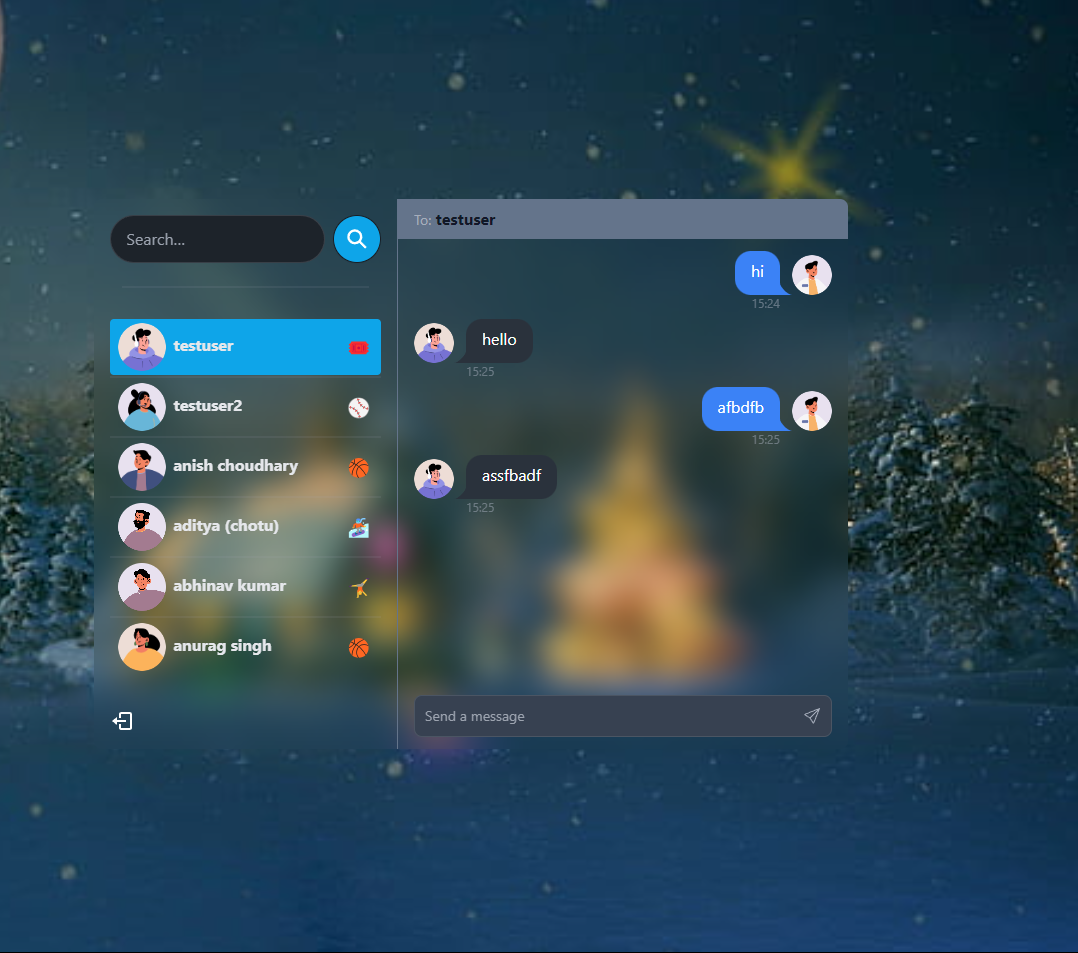 Search...
testuser
testuser2
anish choudhary
aditya (chotu)
abhinav kumar
anurag singh
To: testuser
hi
15:24
hello
15:25
afbdfb
15:25
assfbadf
15:25
Send a message